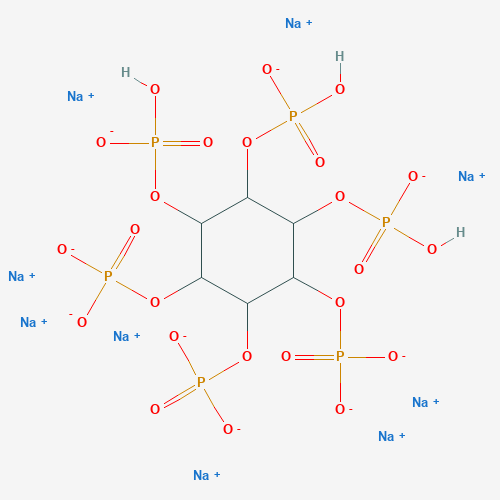 Na +
H
H O -
O O
Na +
P
O - P O O
O
O - Na +
O O
P
O H
O - O
O
Na + P
O O
Na + - O
Na + O -
O O P O -
P
Na +
O O -
O -
Na +
Na +